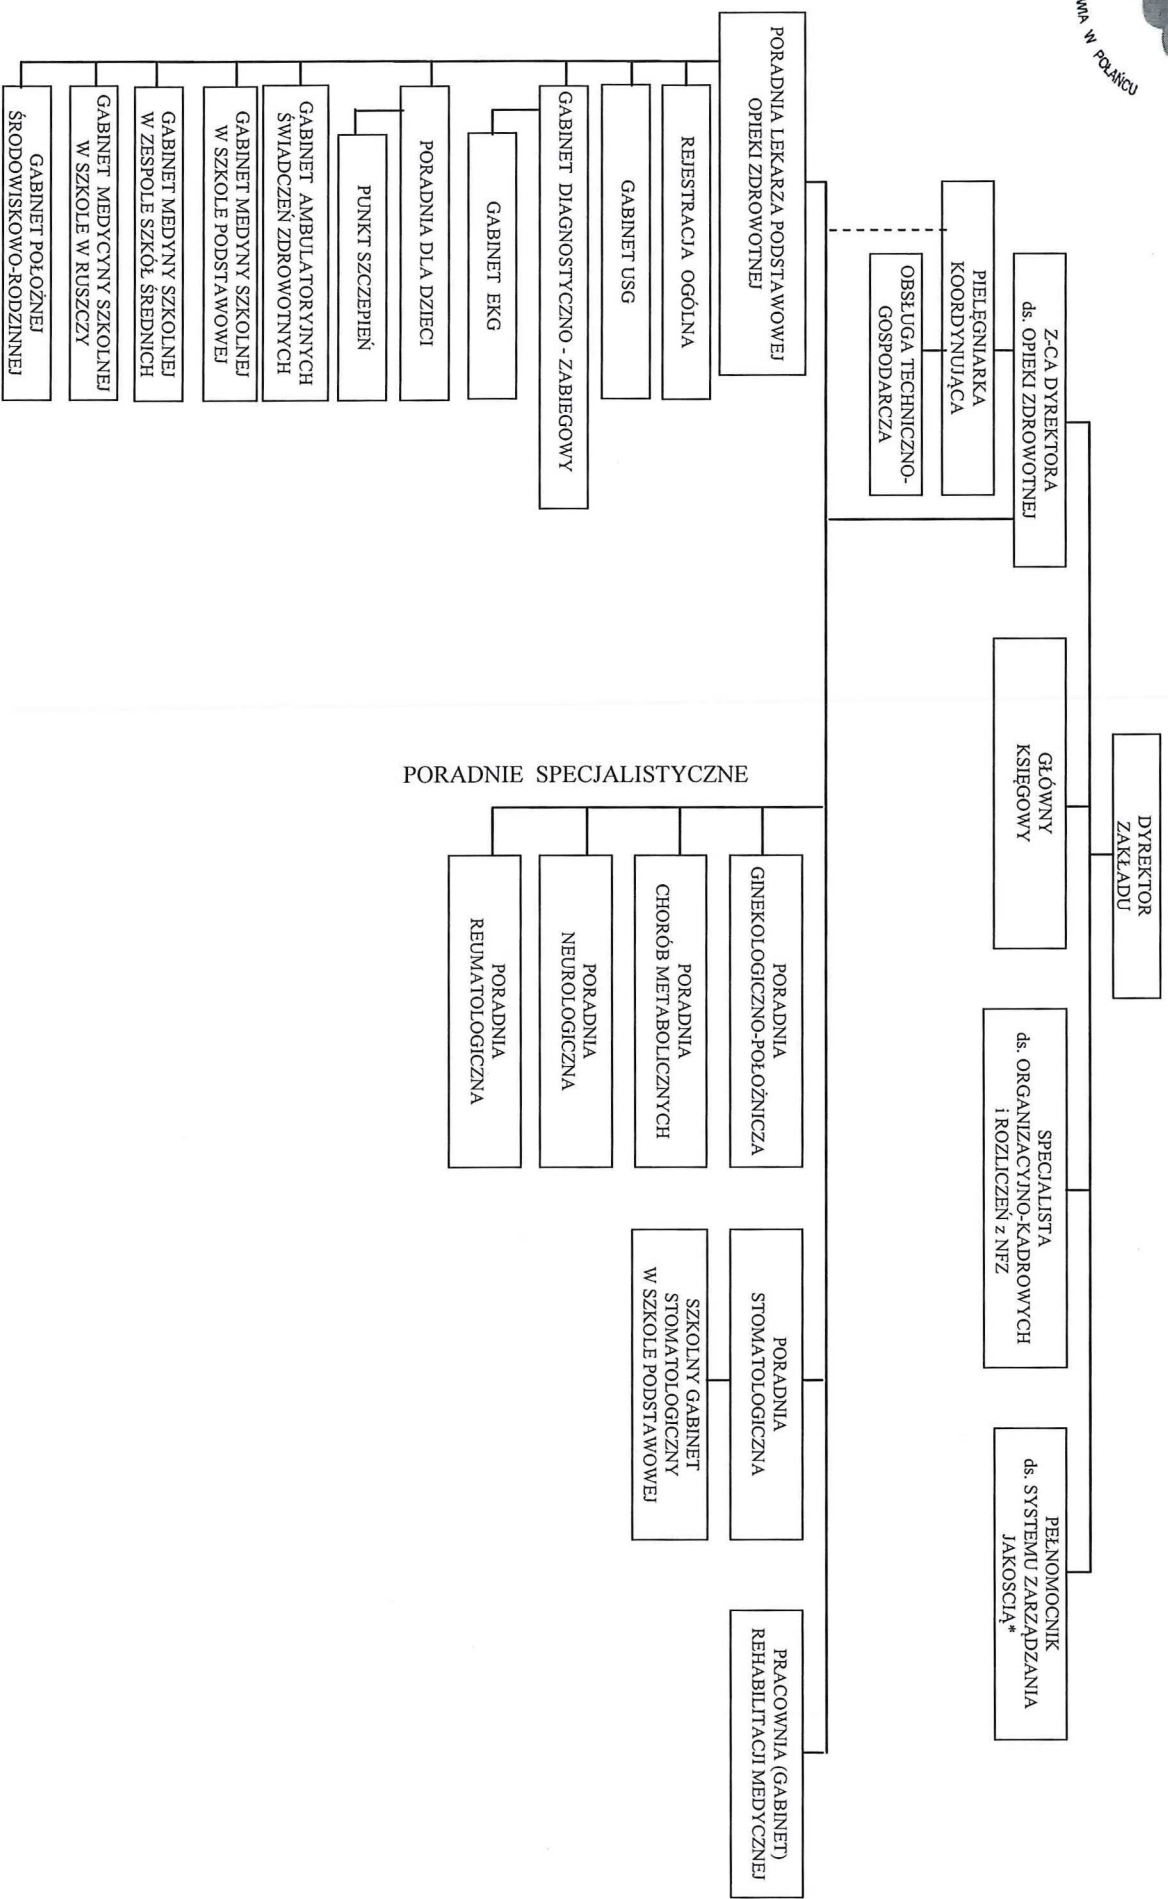 WIA W POŁAŃCU
DYREKTOR
ZAKŁADU
Z-CA DYREKTORA
ds. OPIEKI ZDROWOTNEJ
GŁÓWNY
KSIĘGOWY
SPECJALISTA
ds. ORGANIZACYJNO-KADROWYCH
i ROZLICZEŃ z NFZ
PEŁNOMOCNIK
ds. SYSTEMU ZARZĄDZANIA
JAKOSCIĄ*
PIELĘGNIARKA
KOORDYNUJĄCA
OBSŁUGA TECHNICZNO-
GOSPODARCZA
PORADNIA LEKARZA PODSTAWOWEJ
OPIEKI ZDROWOTNEJ
REJESTRACJA OGÓLNA
GABINET USG
GABINET DIAGNOSTYCZNO - ZABIEGOWY
GABINET EKG
PORADNIA DLA DZIECI
PUNKT SZCZEPIEŃ
GABINET AMBULATORYJNYCH
ŚWIADCZEŃ ZDROWOTNYCH
GABINET MEDYNY SZKOLNEJ
W SZKOLE PODSTAWOWEJ
GABINET MEDYNY SZKOLNEJ
W ZESPOLE SZKÓŁ ŚREDNICH
GABINET MEDYCYNY SZKOLNEJ
W SZKOLE W RUSZCZY
GABINET POŁOŻNEJ
ŚRODOWISKOWO-RODZINNEJ
PORADNIE SPECJALISTYCZNE
PORADNIA
GINEKOLOGICZNO-POŁOŻNICZA
PORADNIA
CHORÓB METABOLICZNYCH
PORADNIA
NEUROLOGICZNA
PORADNIA
REUMATOLOGICZNA
PORADNIA
STOMATOLOGICZNA
SZKOLNY GABINET
STOMATOLOGICZNY
W SZKOLE PODSTAWOWEJ
PRACOWNIA (GABINET)
REHABILITACJI MEDYCZNEJ